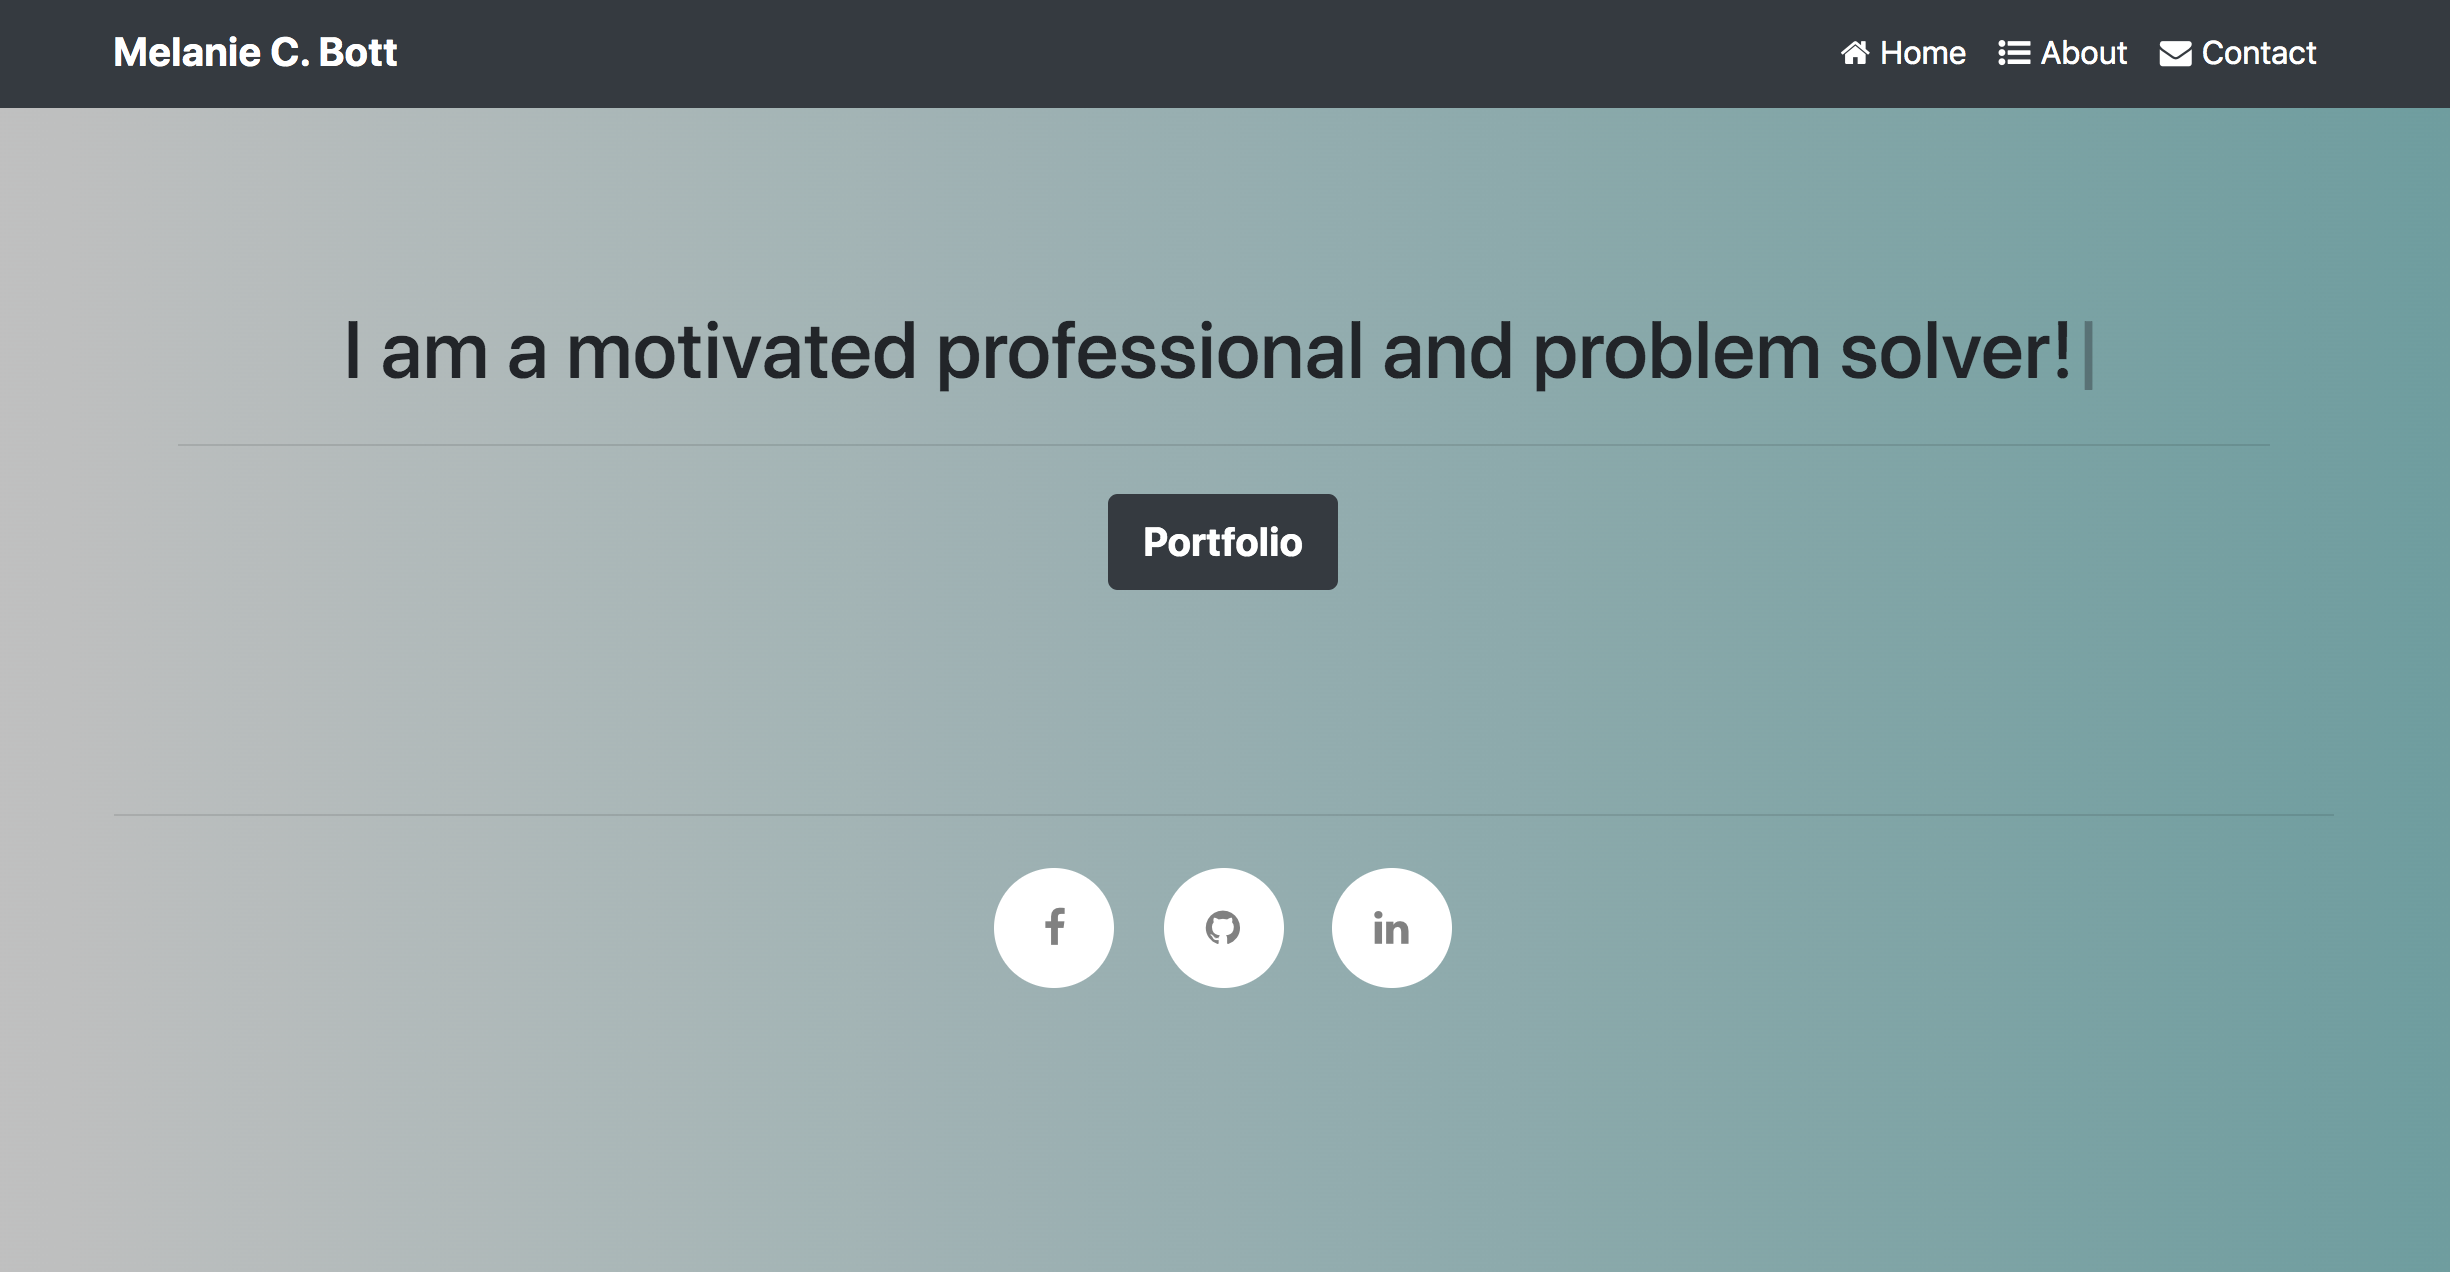 Melanie C. Bott
Home About Contact
I am a motivated professional and problem solver!
Portfolio
f
in